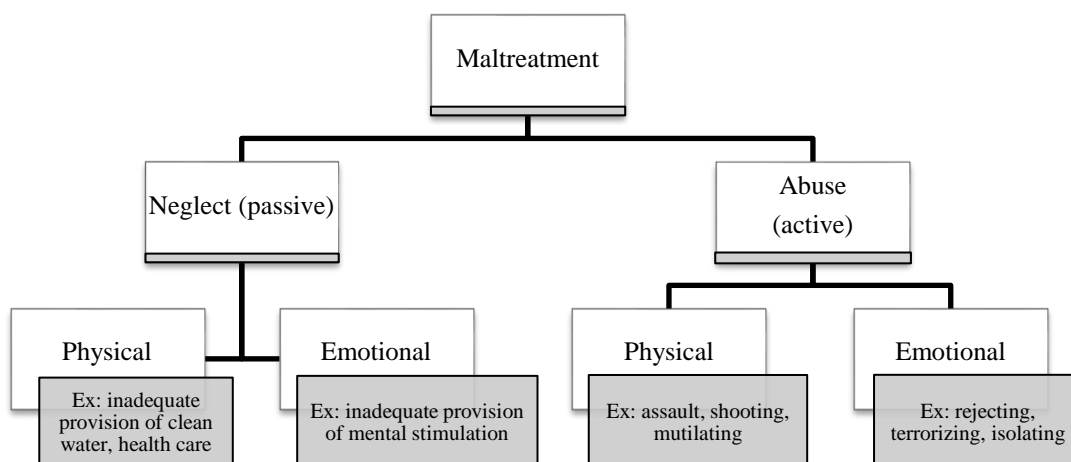 Maltreatment
Neglect (passive)
Abuse
(active)
Physical
Ex: inadequate
provision of clean
water, health care
Emotional
Ex: inadequate provision
of mental stimulation
Physical
Ex: assault, shooting,
mutilating
Emotional
Ex: rejecting,
terrorizing, isolating